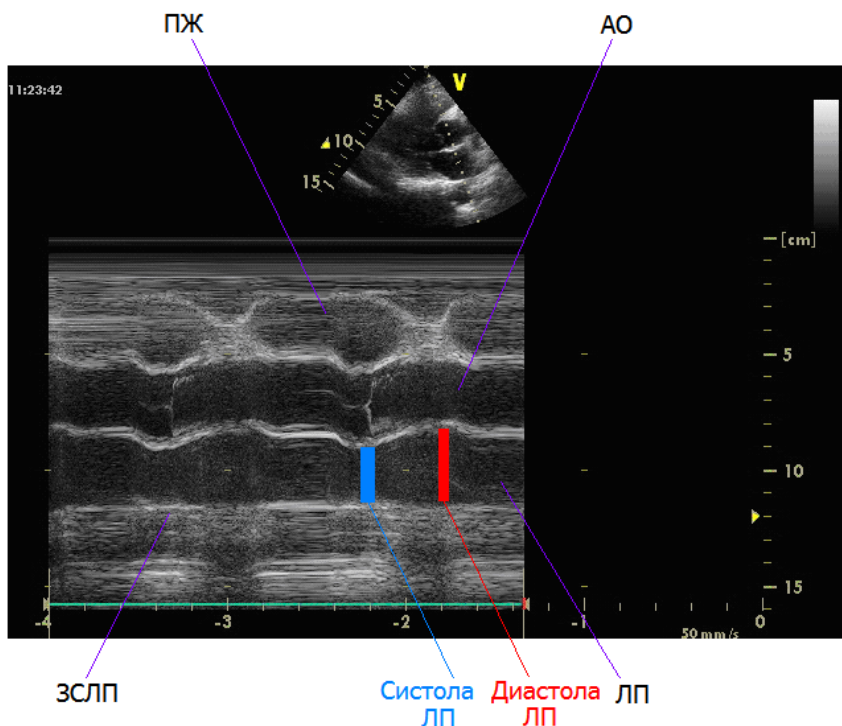 ПЖ
АО
11:23:42
V
5
10
15
[cm]
5
10
15
-4
-3
-2
-1
0
50 mm/s
ЗСЛП
Систола
ЛП
Диастола
ЛП
ЛП